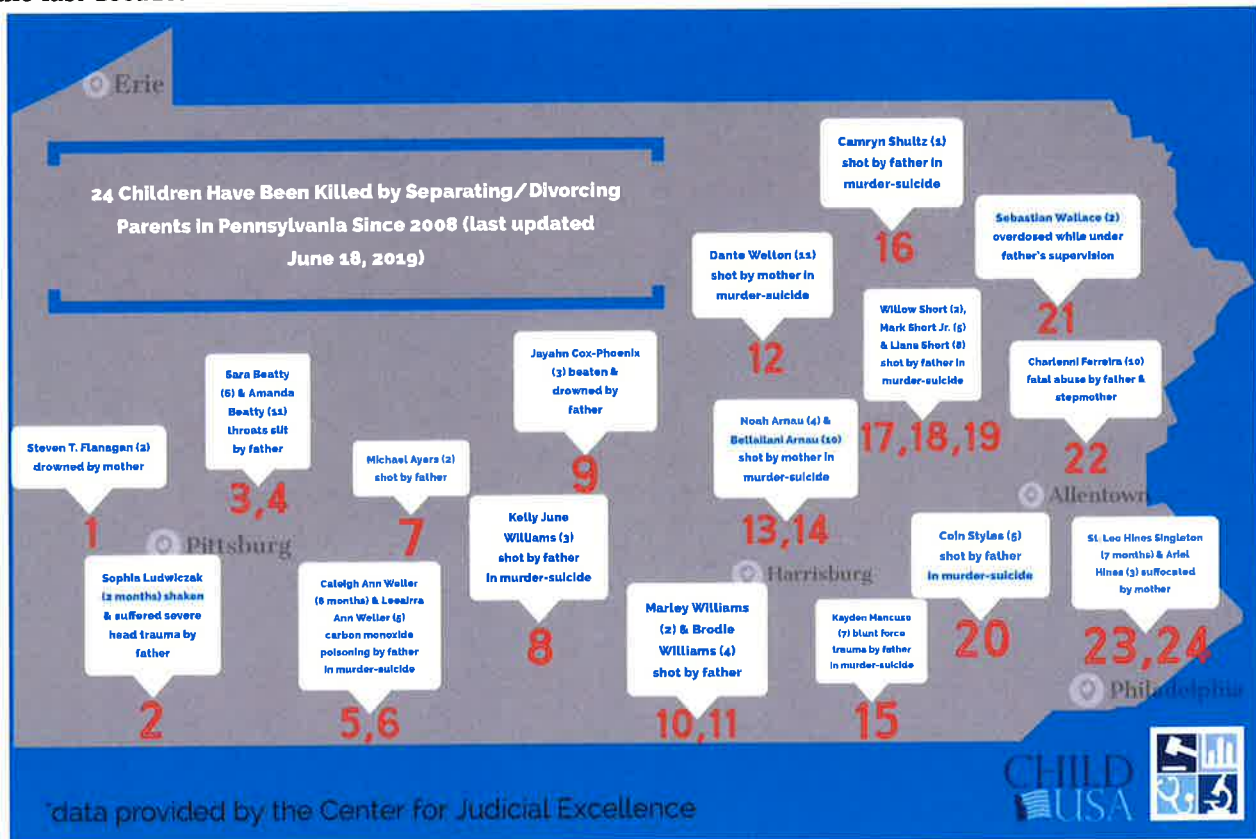 Erie
24 Children Have Been Killed by Separating/Divorcing
Parents in Pennsylvania Since 2008 (last updated
June 18, 2019)
Camryn Shultz (1)
shot by father in
murder-suicide
16
Sebastian Wallace (2)
overdosed while under
father's supervision
21
Dante Welton (11)
shot by mother in
murder-suicide
12
Willow Short (2),
Mark Short Jr. (5)
& Liana Short (8)
shot by father in
murder-suicide
17,18,19
Charlenni Ferreira (10)
fatal abuse by father &
stepmother
22
Jayahn Cox-Phoenix
(3) beaten &
drowned by
father
9
Sara Beatty
(6) & Amanda
Beatty (11)
throats slit
by father
3,4
Noah Arnau (4) &
Bellailani Arnau (10)
shot by mother in
murder-suicide
13,14
Steven T. Flanagan (2)
drowned by mother
1
Michael Ayers (2)
shot by father
7
Allentown
Pittsburg
Kelly June
Williams (3)
shot by father
in murder-suicide
8
Harrisburg
Coin Styles (5)
shot by father
in murder-suicide
20
St. Leo Hines Singleton
(7 months) & Ariel
Hines (3) suffocated
by mother
23,24
Sophia Ludwiczak
(2 months) shaken
& suffered severe
head trauma by
father
2
Caleigh Ann Weller
(8 months) & Leeairra
Ann Weller (5)
carbon monoxide
poisoning by father
in murder-suicide
5,6
Marley Williams
(2) & Brodie
Williams (4)
shot by father
10,11
Kayden Mancuso
(7) blunt force
trauma by father
in murder-suicide
15
Philadelphia
CHILD
USA
*data provided by the Center for Judicial Excellence